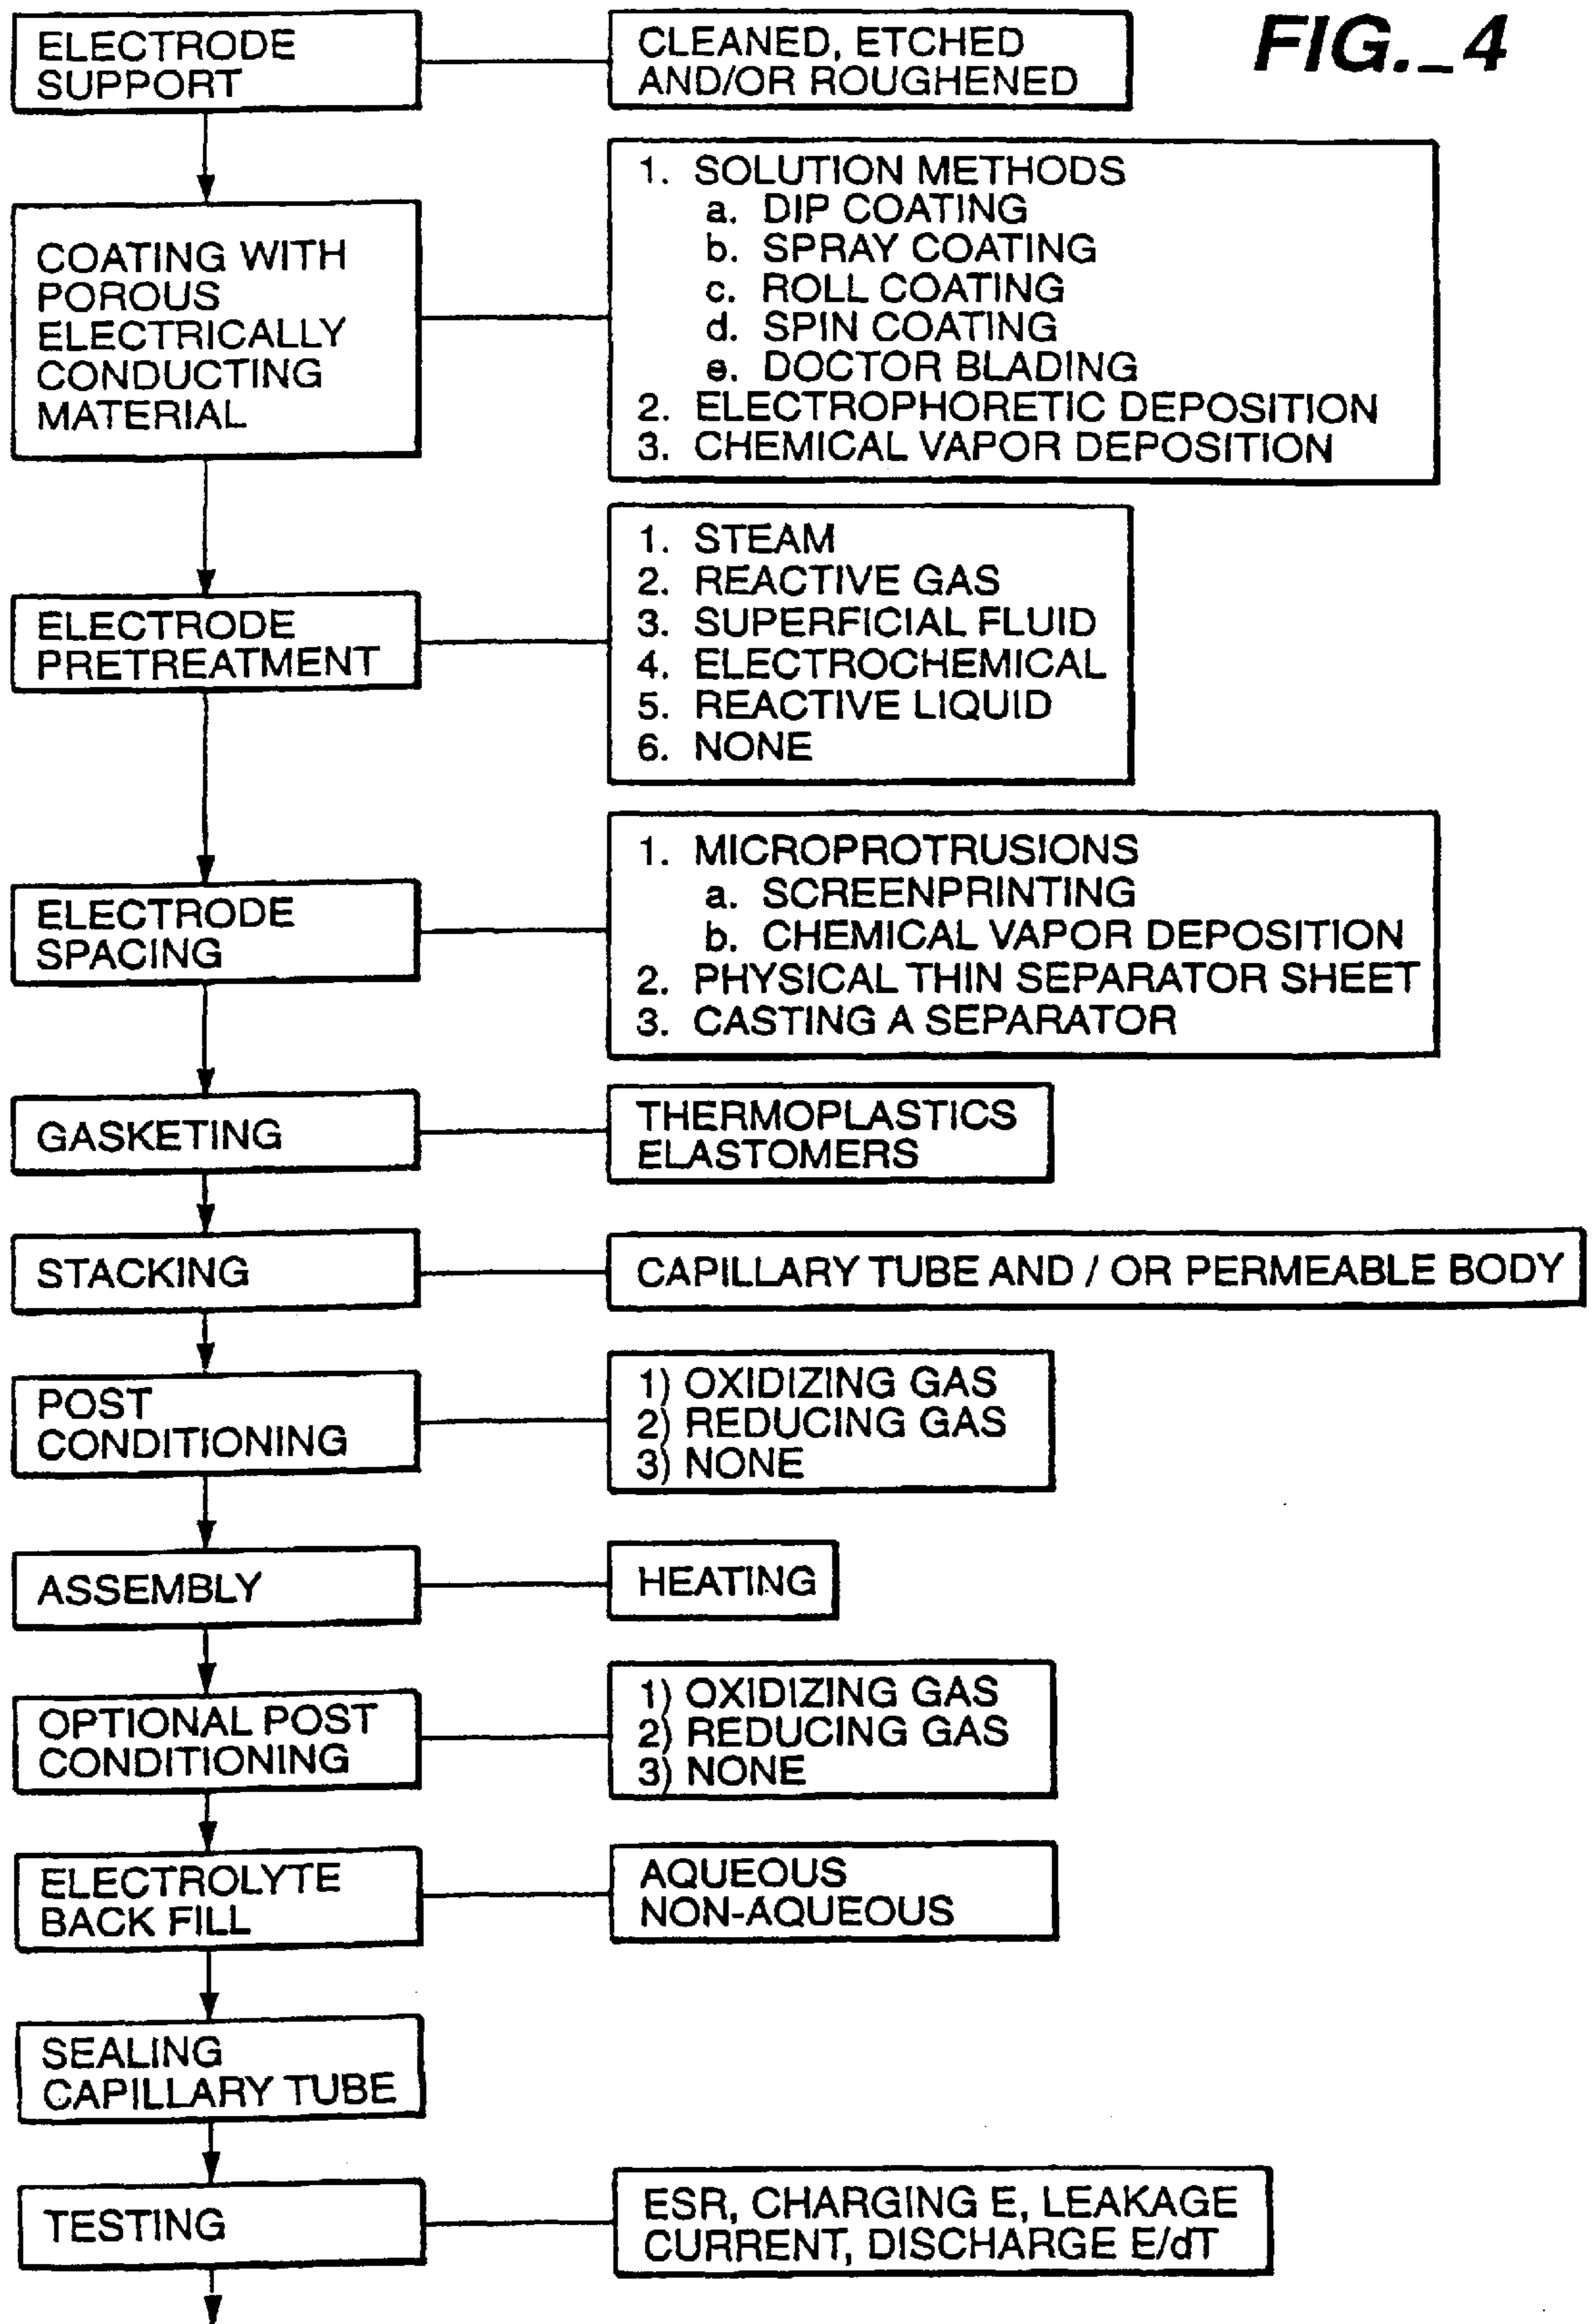 FIG._4
ELECTRODE
SUPPORT
CLEANED, ETCHED
AND/OR ROUGHENED
COATING WITH
POROUS
ELECTRICALLY
CONDUCTING
MATERIAL
1. SOLUTION METHODS
a. DIP COATING
b. SPRAY COATING
c. ROLL COATING
d. SPIN COATING
e. DOCTOR BLADING
2. ELECTROPHORETIC DEPOSITION
3. CHEMICAL VAPOR DEPOSITION
ELECTRODE
PRETREATMENT
1. STEAM
2. REACTIVE GAS
3. SUPERFICIAL FLUID
4. ELECTROCHEMICAL
5. REACTIVE LIQUID
6. NONE
ELECTRODE
SPACING
1. MICROPROTRUSIONS
a. SCREENPRINTING
b. CHEMICAL VAPOR DEPOSITION
2. PHYSICAL THIN SEPARATOR SHEET
3. CASTING A SEPARATOR
GASKETING
THERMOPLASTICS
ELASTOMERS
STACKING
CAPILLARY TUBE AND / OR PERMEABLE BODY
POST
CONDITIONING
1) OXIDIZING GAS
2) REDUCING GAS
3) NONE
ASSEMBLY
HEATING
OPTIONAL POST
CONDITIONING
1) OXIDIZING GAS
2) REDUCING GAS
3) NONE
ELECTROLYTE
BACK FILL
AQUEOUS
NON-AQUEOUS
SEALING
CAPILLARY TUBE
TESTING
ESR, CHARGING E, LEAKAGE
CURRENT, DISCHARGE E/dT